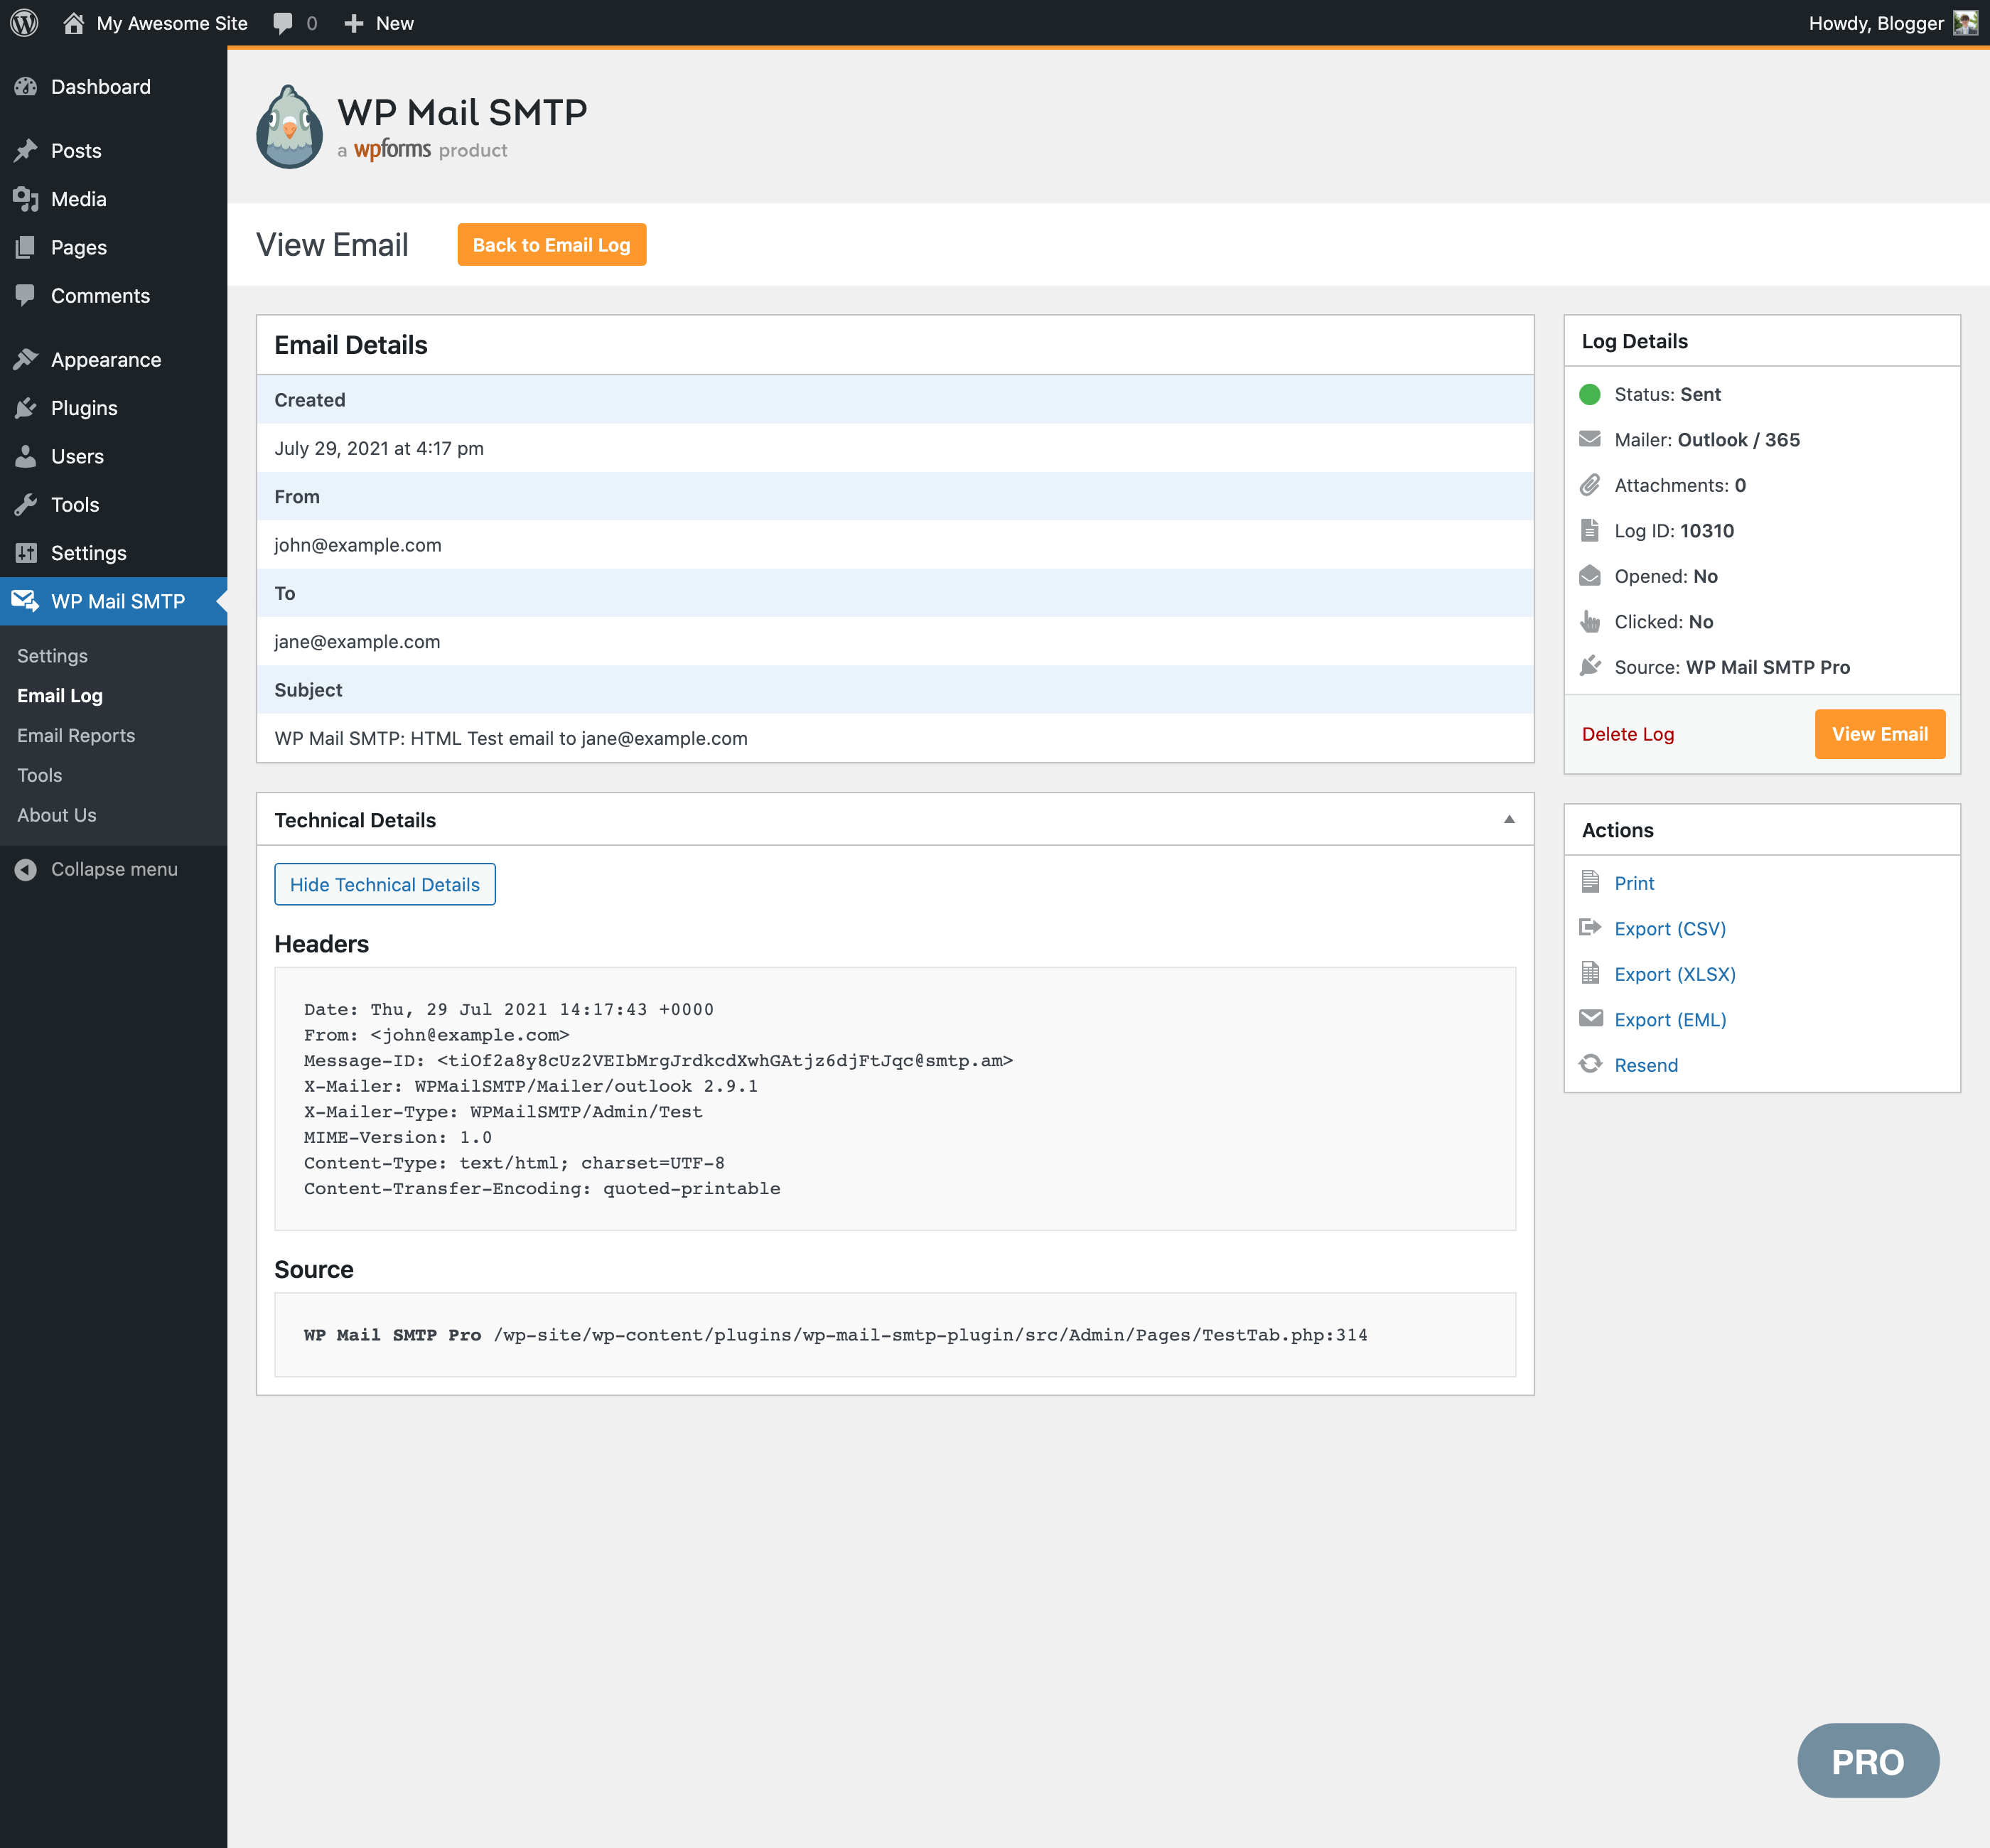 My Awesome Site 0 New Howdy, Blogger
Dashboard
Posts
Media
Pages
Comments
Appearance
Plugins
Users
Tools
Settings
WP Mail SMTP
Settings
Email Log
Email Reports
Tools
About Us
Collapse menu
WP Mail SMTP
a wpforms product
View Email Back to Email Log
Email Details
Created
July 29, 2021 at 4:17 pm
From
john@example.com
To
jane@example.com
Subject
WP Mail SMTP: HTML Test email to jane@example.com
Technical Details
Hide Technical Details
Headers
Date: Thu, 29 Jul 2021 14:17:43 +0000
From: <john@example.com>
Message-ID: <tiOf2a8y8cUz2VEIbMrgJrdkcdXwhGAtjz6djFtJqc@smtp.am>
X-Mailer: WPMailSMTP/Mailer/outlook 2.9.1
X-Mailer-Type: WPMailSMTP/Admin/Test
MIME-Version: 1.0
Content-Type: text/html; charset=UTF-8
Content-Transfer-Encoding: quoted-printable
Source
WP Mail SMTP Pro /wp-site/wp-content/plugins/wp-mail-smtp-plugin/src/Admin/Pages/TestTab.php:314
Log Details
Status: Sent
Mailer: Outlook / 365
Attachments: 0
Log ID: 10310
Opened: No
Clicked: No
Source: WP Mail SMTP Pro
Delete Log View Email
Actions
Print
Export (CSV)
Export (XLSX)
Export (EML)
Resend
PRO